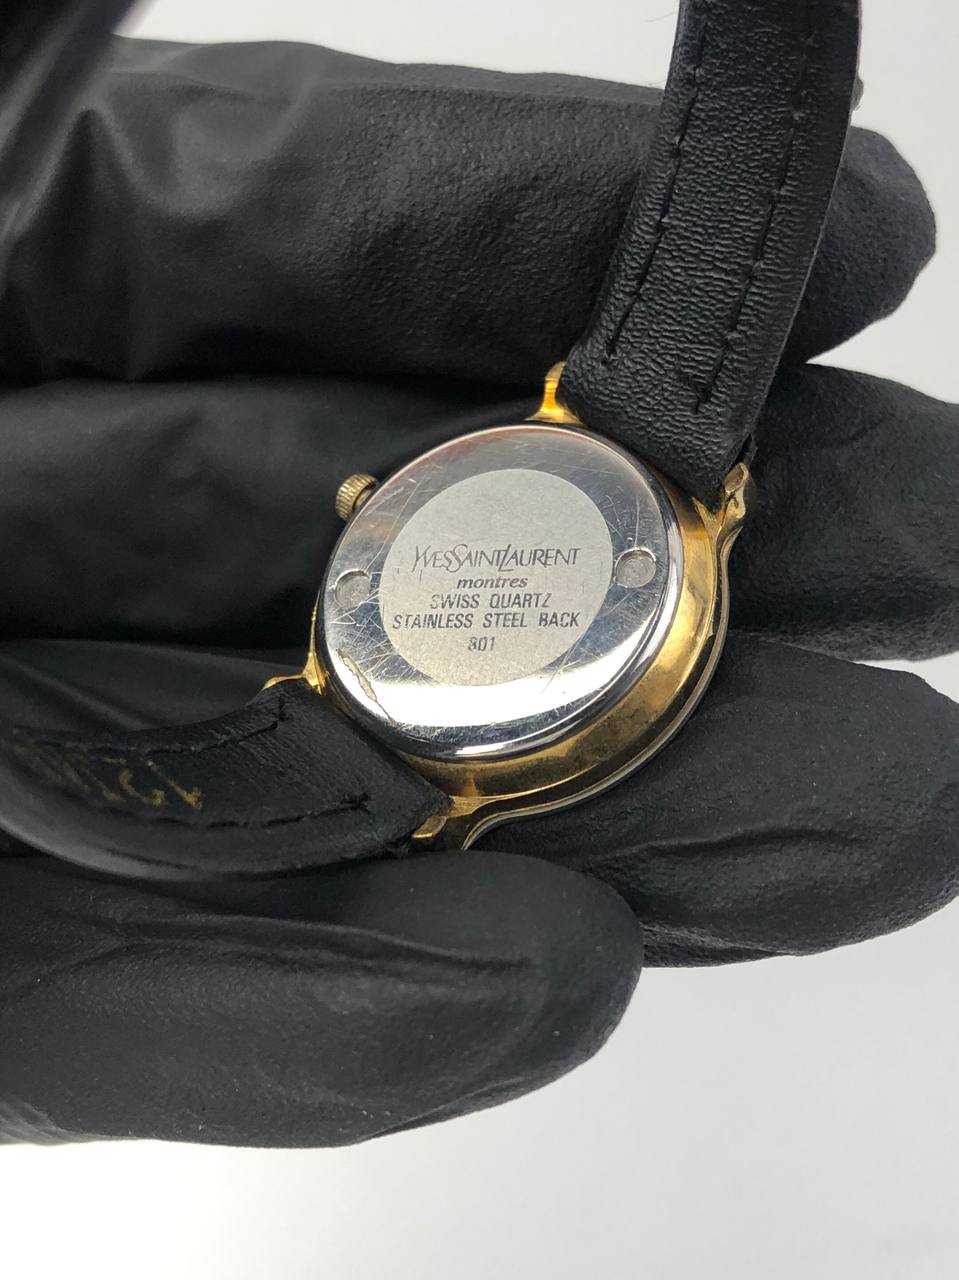 YVESSAINTLAURENT
montres
SWISS QUARTZ
STAINLESS STEEL BACK
801